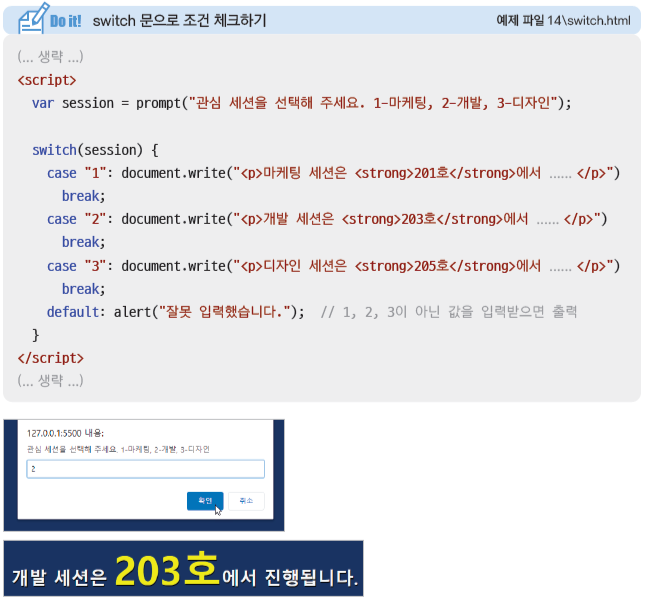 Do it! switch 문으로 조건 체크하기 예제 파일 14\switch.html
(... 생략 ...)
<script>
var session = prompt("관심 세션을 선택해 주세요. 1-마케팅, 2-개발, 3-디자인");
switch(session) {
case "1": document.write("<p>마케팅 세션은 <strong>201호</strong>에서 ...... </p>")
break;
case "2": document.write("<p>개발 세션은 <strong>203호</strong>에서 ...... </p>")
break;
case "3": document.write("<p>디자인 세션은 <strong>205호</strong>에서 ...... </p>")
break;
default: alert("잘못 입력했습니다."); // 1, 2, 3이 아닌 값을 입력받으면 출력
}
</script>
(... 생략 ...)
127.0.0.1:5500 내용:
관심 세션을 선택해 주세요. 1-마케팅, 2-개발, 3-디자인
2
확인 취소
개발 세션은 203호에서 진행됩니다.